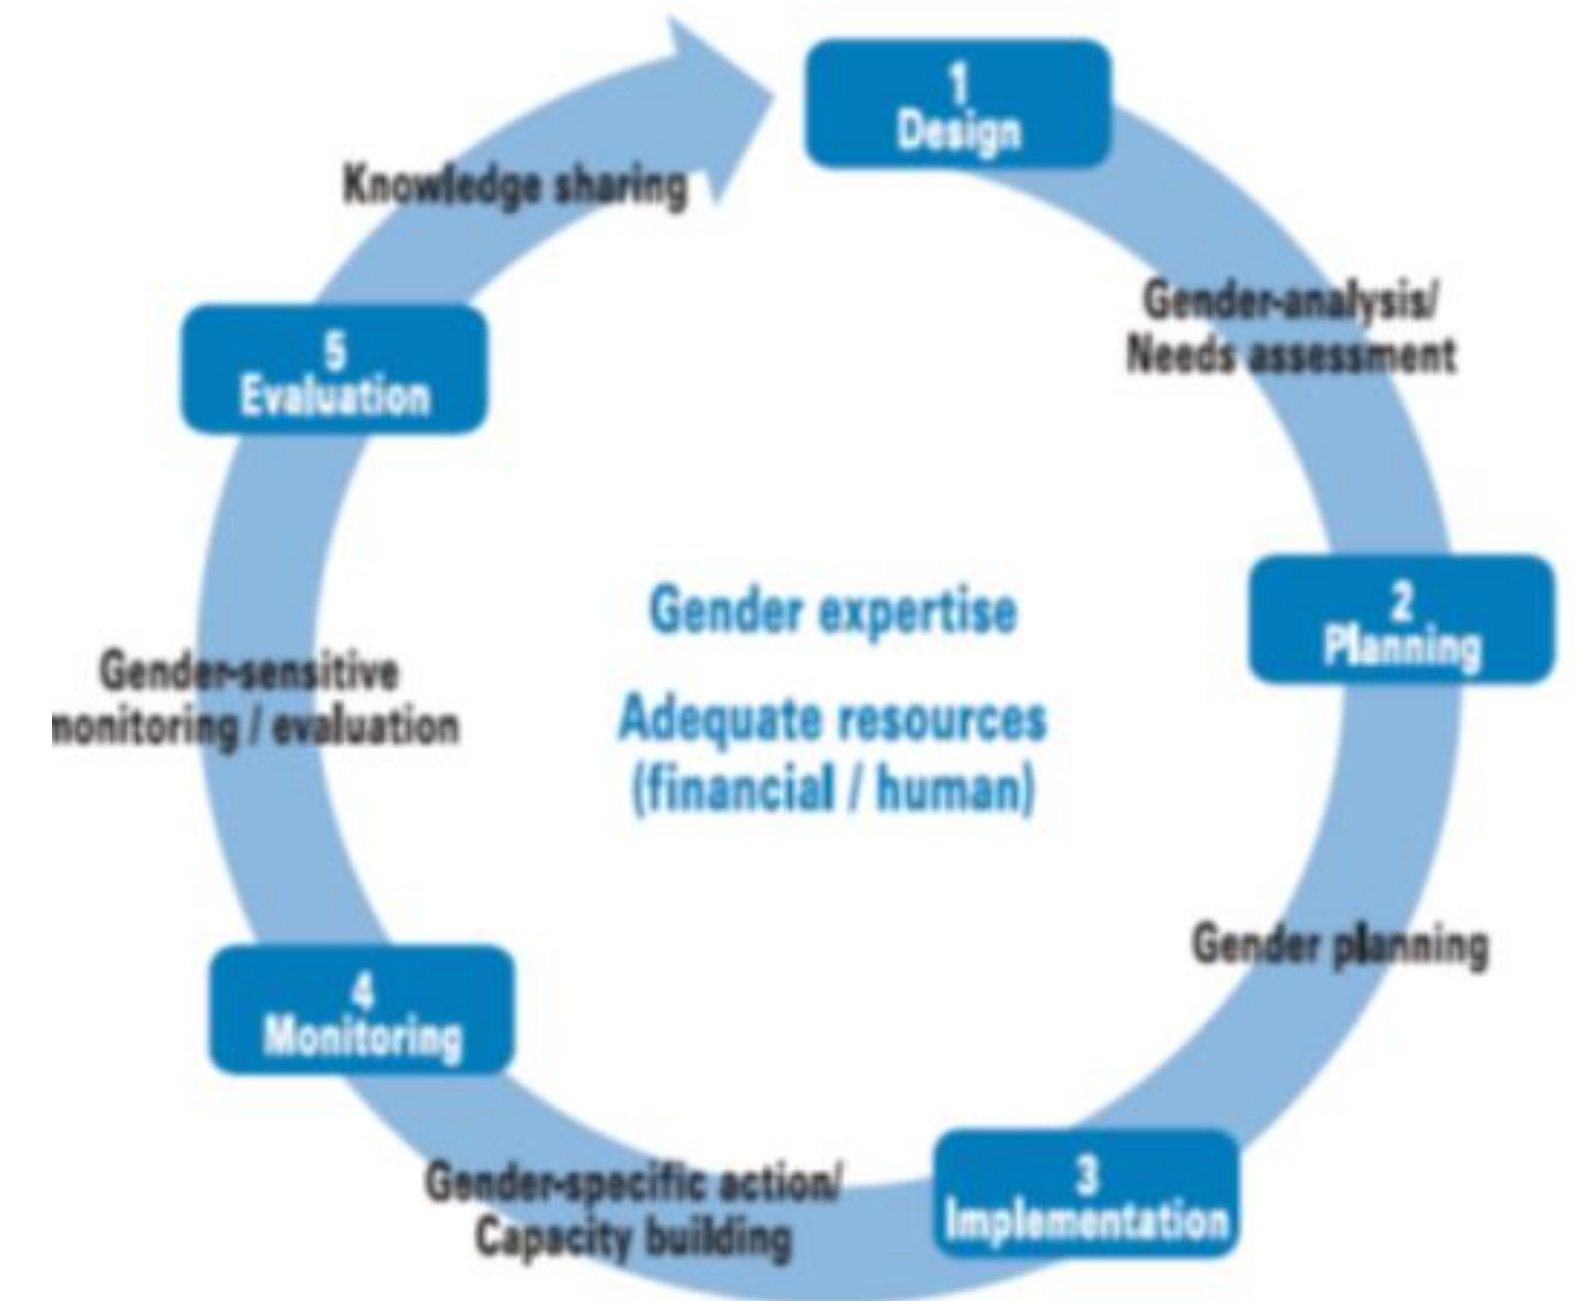 1
Design
Gender-analysis/
Needs assessment
2
Planning
Gender planning
3
Implementation
Gender-specific action/
Capacity building
4
Monitoring
Gender-sensitive
monitoring / evaluation
5
Evaluation
Knowledge sharing
Gender expertise
Adequate resources
(financial / human)